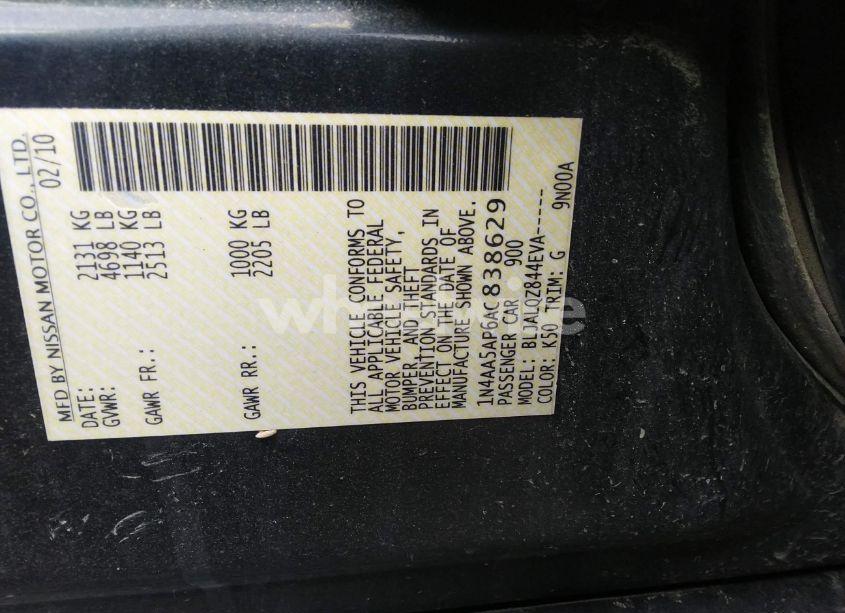 MFD BY NISSAN MOTOR CO., LTD.
DATE: 02/10
GVWR: 2131 KG
4698 LB
GAWR FR.: 1140 KG
2513 LB
GAWR RR.: 1000 KG
2205 LB
THIS VEHICLE CONFORMS TO
ALL APPLICABLE FEDERAL
MOTOR VEHICLE SAFETY,
BUMPER, AND THEFT
PREVENTION STANDARDS IN
EFFECT ON THE DATE OF
MANUFACTURE SHOWN ABOVE.
1N4AA5AP6AC838629
PASSENGER CAR 900
MODEL: BLJALQZ844EVA-----
COLOR: K50 TRIM: G 9N00A